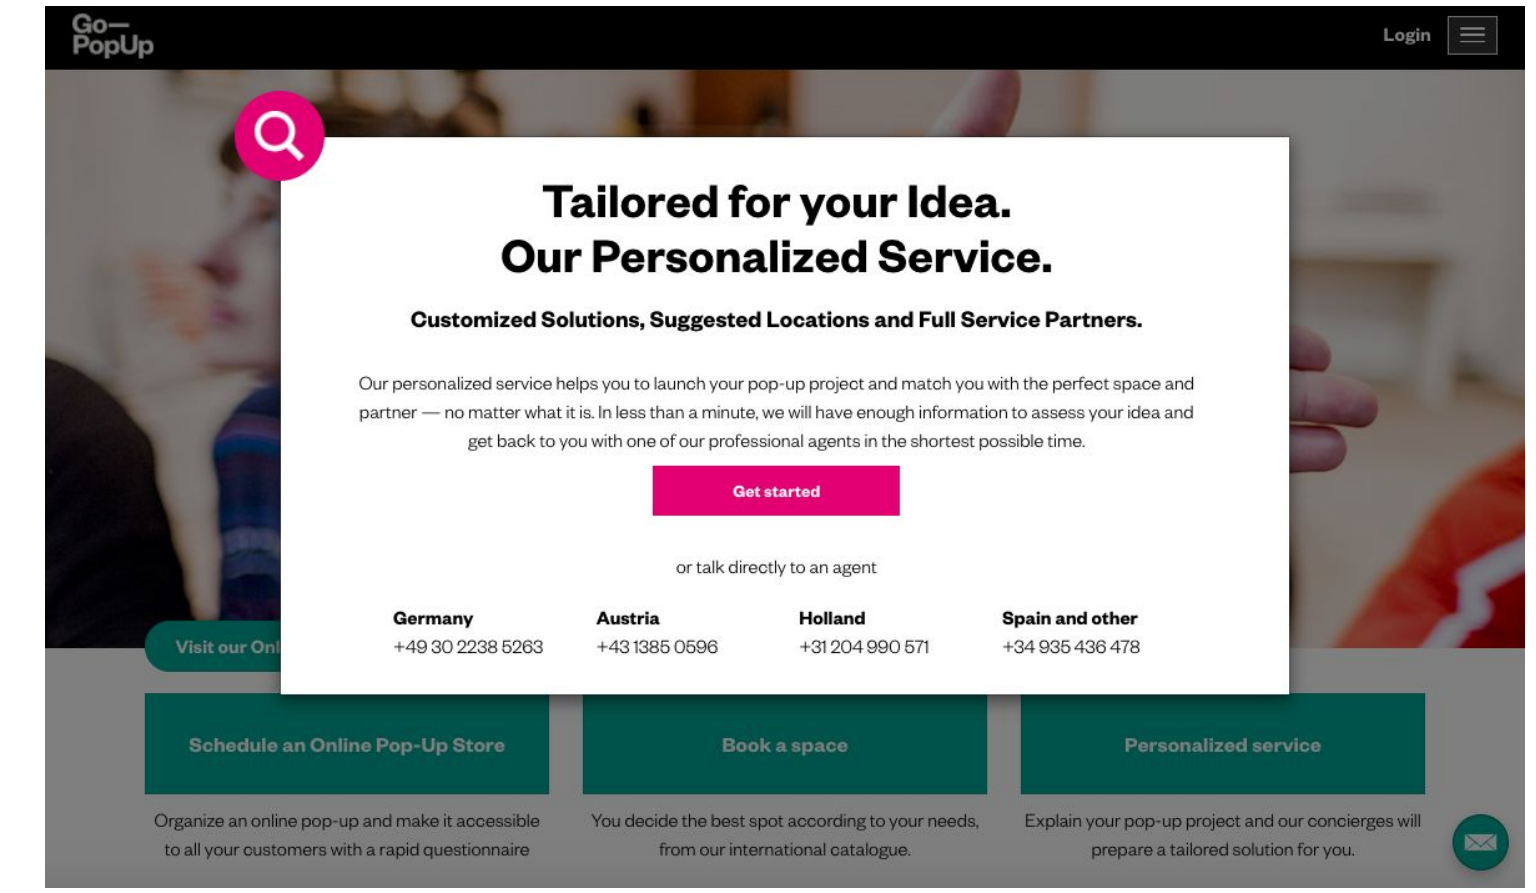 Go—
PopUp
Login
Tailored for your Idea.
Our Personalized Service.
Customized Solutions, Suggested Locations and Full Service Partners.
Our personalized service helps you to launch your pop-up project and match you with the perfect space and
partner — no matter what it is. In less than a minute, we will have enough information to assess your idea and
get back to you with one of our professional agents in the shortest possible time.
Get started
or talk directly to an agent
Germany
+49 30 2238 5263
Austria
+43 1385 0596
Holland
+31 204 990 571
Spain and other
+34 935 436 478
Visit our Onl
Schedule an Online Pop-Up Store
Organize an online pop-up and make it accessible
to all your customers with a rapid questionnaire
Book a space
You decide the best spot according to your needs,
from our international catalogue.
Personalized service
Explain your pop-up project and our concierges will
prepare a tailored solution for you.